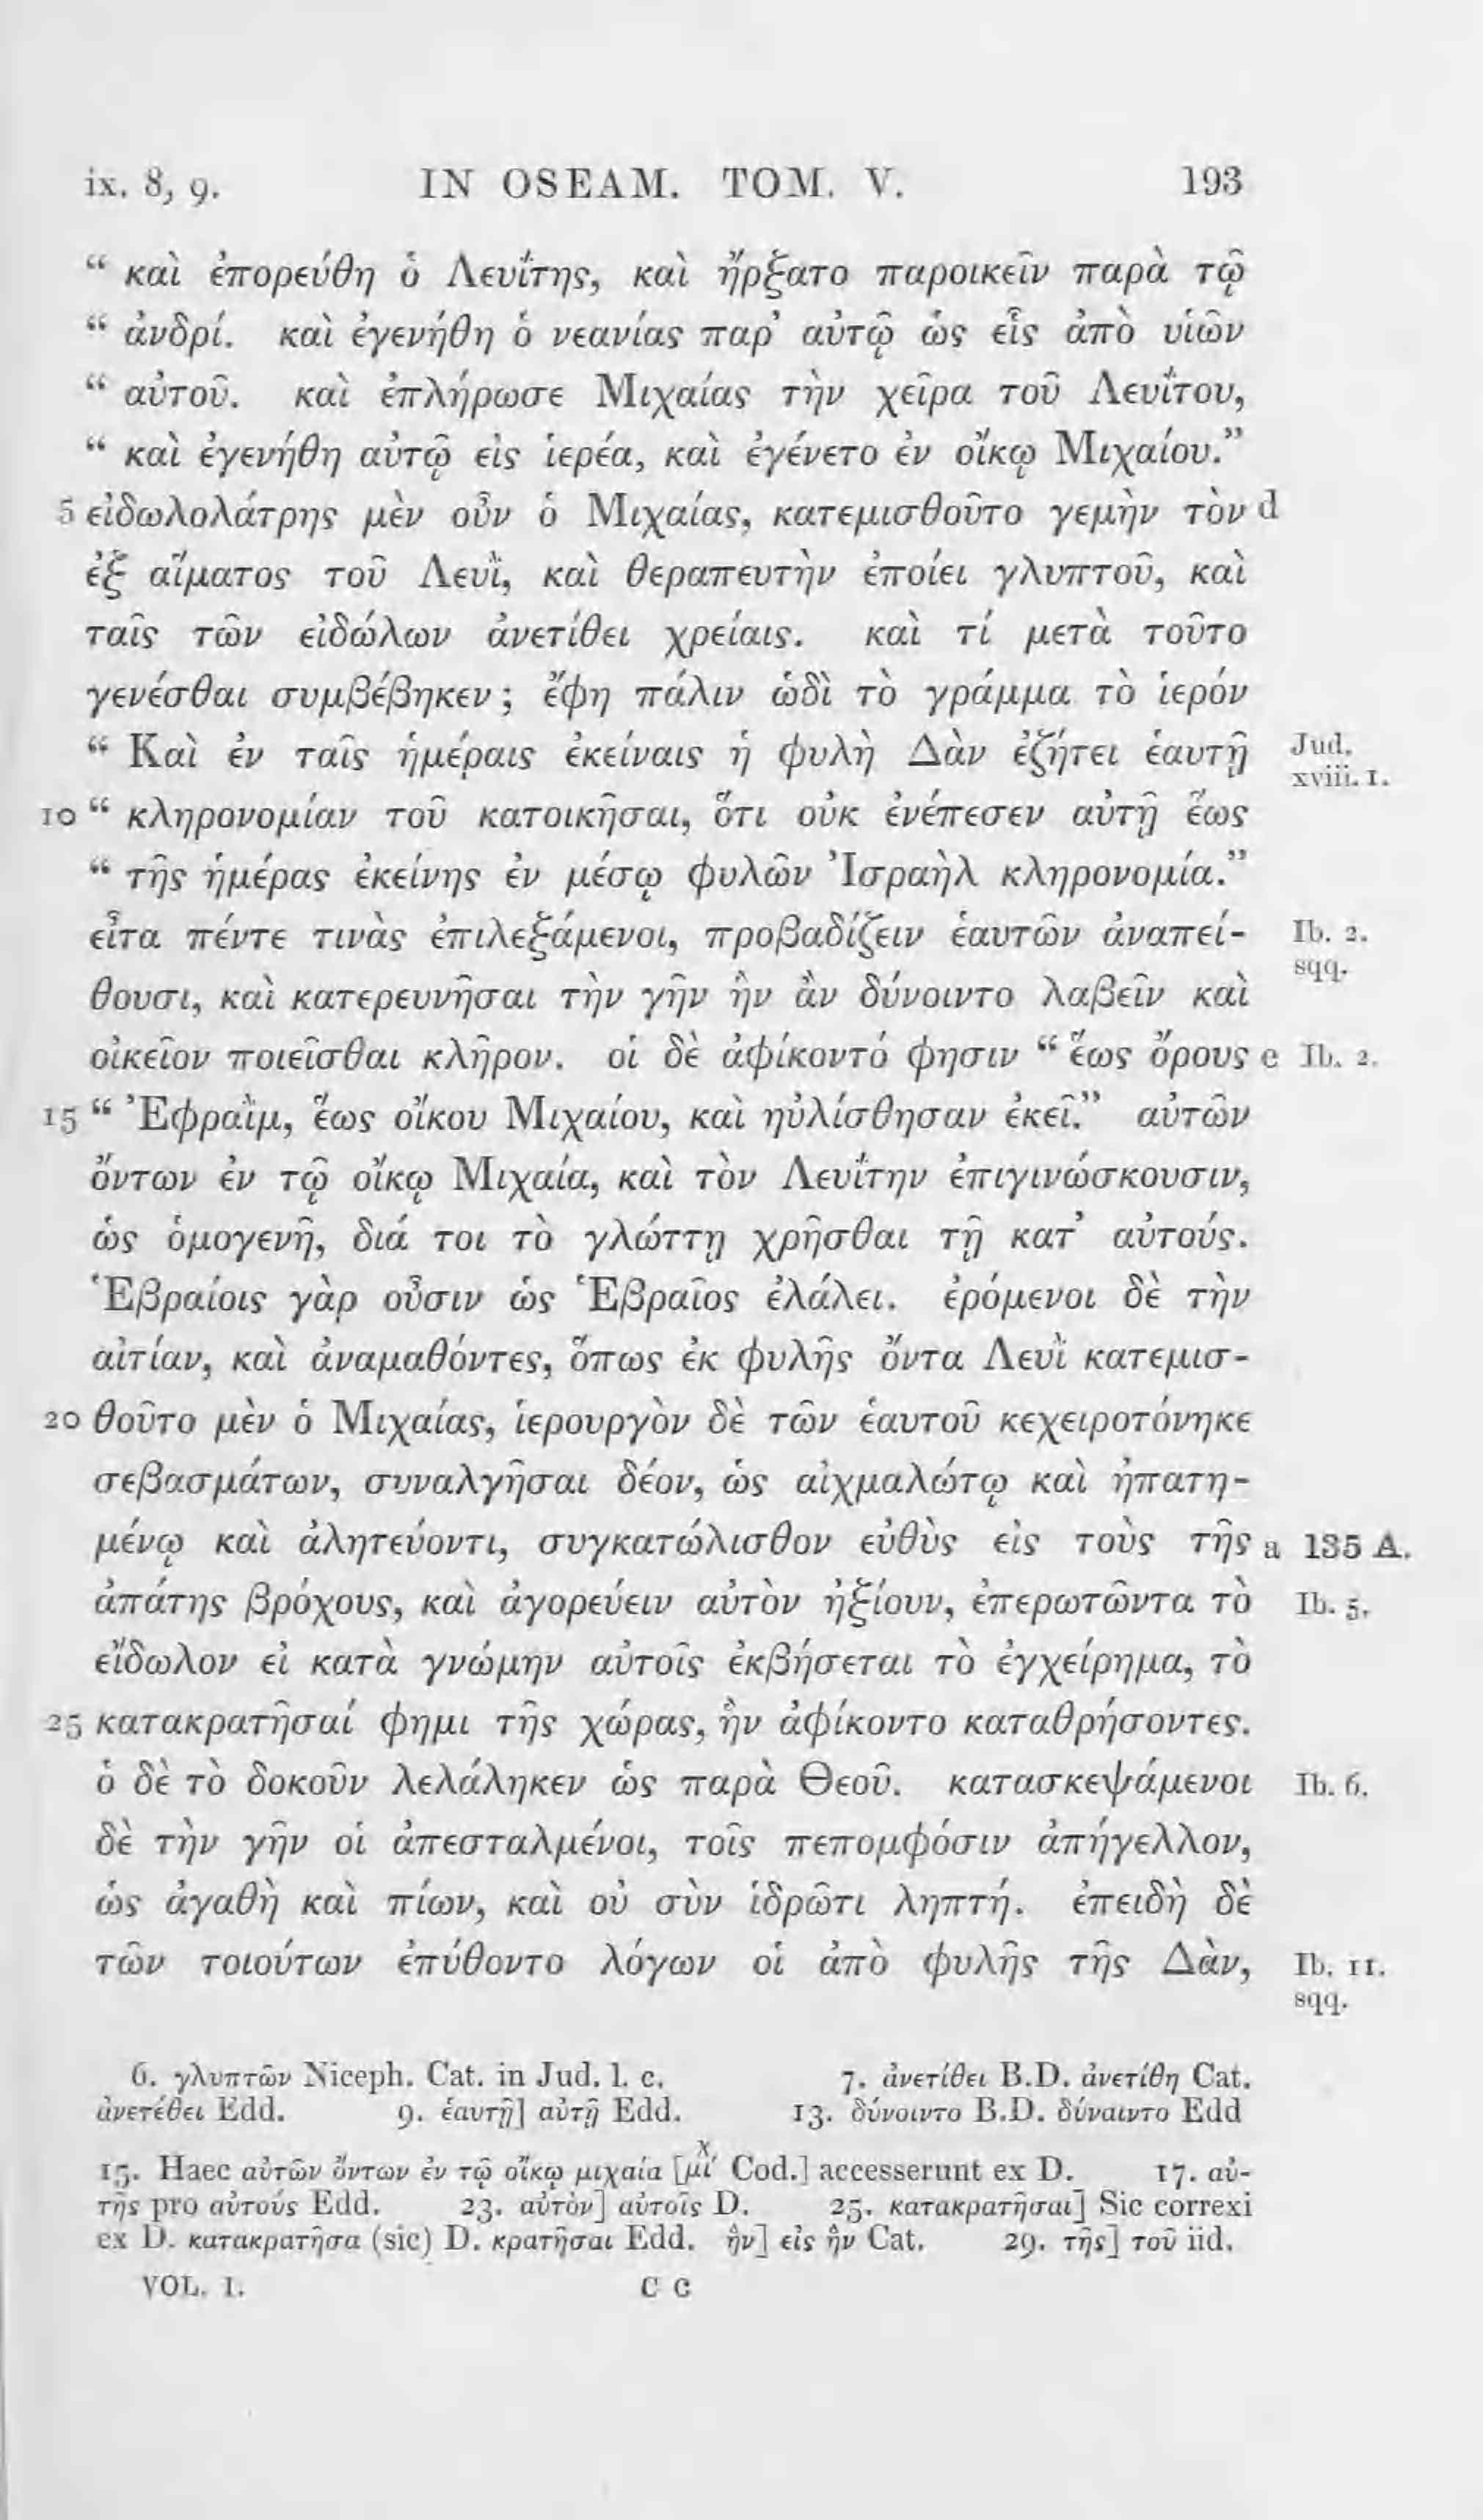 ix. 8, 9. IN OSEAM. TOM. V. 193
“ καὶ ἐπορεύθη ὁ Λευΐτης, καὶ ἤρξατο παροικεῖν παρὰ τῷ
“ ἀνδρί. καὶ ἐγενήθη ὁ νεανίας παρ’ αὐτῷ ὡς εἷς ἀπὸ υἱῶν
“ αὐτοῦ. καὶ ἐπλήρωσε Μιχαίας τὴν χεῖρα τοῦ Λευΐτου,
“ καὶ ἐγενήθη αὐτῷ εἰς ἱερέα, καὶ ἐγένετο ἐν οἴκῳ Μιχαίου.”
5 εἰδωλολάτρης μὲν οὖν ὁ Μιχαίας, κατεμισθοῦτο γεμὴν τὸν d
ἐξ αἵματος τοῦ Λευῒ, καὶ θεραπευτὴν ἐποίει γλυπτοῦ, καὶ
ταῖς τῶν εἰδώλων ἀνετίθει χρείαις. καὶ τί μετὰ τοῦτο
γενέσθαι συμβέβηκεν; ἔφη πάλιν ὡδὶ τὸ γράμμα τὸ ἱερόν
“ Καὶ ἐν ταῖς ἡμέραις ἐκείναις ἡ φυλὴ Δὰν ἐζήτει ἑαυτῇ Jud. xviii. 1.
10 “ κληρονομίαν τοῦ κατοικῆσαι, ὅτι οὐκ ἐνέπεσεν αὐτῇ ἕως
“ τῆς ἡμέρας ἐκείνης ἐν μέσῳ φυλῶν Ἰσραὴλ κληρονομία.”
εἶτα πέντε τινὰς ἐπιλεξάμενοι, προβαδίζειν ἑαυτῶν ἀναπεί- Ib. 2. sqq.
θουσι, καὶ κατερευνῆσαι τὴν γῆν ἣν ἂν δύνοιντο λαβεῖν καὶ
οἰκεῖον ποιεῖσθαι κλῆρον. οἱ δὲ ἀφίκοντό φησιν “ ἕως ὄρους e Ib. 2.
15 “ Ἐφραῒμ, ἕως οἴκου Μιχαίου, καὶ ηὐλίσθησαν ἐκεῖ.” αὐτῶν
ὄντων ἐν τῷ οἴκῳ Μιχαία, καὶ τὸν Λευΐτην ἐπιγινώσκουσιν,
ὡς ὁμογενῆ, διά τοι τὸ γλώττῃ χρῆσθαι τῇ κατ’ αὐτούς.
Ἑβραίοις γὰρ οὖσιν ὡς Ἑβραῖος ἐλάλει. ἐρόμενοι δὲ τὴν
αἰτίαν, καὶ ἀναμαθόντες, ὅπως ἐκ φυλῆς ὄντα Λευῒ κατεμισ-
20 θοῦτο μὲν ὁ Μιχαίας, ἱερουργὸν δὲ τῶν ἑαυτοῦ κεχειροτόνηκε
σεβασμάτων, συναλγῆσαι δέον, ὡς αἰχμαλώτῳ καὶ ἠπατη-
μένῳ καὶ ἀλητεύοντι, συγκατώλισθον εὐθὺς εἰς τοὺς τῆς a 135 A.
ἀπάτης βρόχους, καὶ ἀγορεύειν αὐτὸν ἠξίουν, ἐπερωτῶντα τὸ Ib. 5.
εἴδωλον εἰ κατὰ γνώμην αὐτοῖς ἐκβήσεται τὸ ἐγχείρημα, τὸ
25 κατακρατῆσαί φημι τῆς χώρας, ἣν ἀφίκοντο καταθρήσοντες.
ὁ δὲ τὸ δοκοῦν λελάληκεν ὡς παρὰ Θεοῦ. κατασκεψάμενοι Ib. 6.
δὲ τὴν γῆν οἱ ἀπεσταλμένοι, τοῖς πεπομφόσιν ἀπήγελλον,
ὡς ἀγαθὴ καὶ πίων, καὶ οὐ σὺν ἱδρῶτι ληπτή. ἐπειδὴ δὲ
τῶν τοιούτων ἐπύθοντο λόγων οἱ ἀπὸ φυλῆς τῆς Δὰν, Ib. 11. sqq.
6. γλυπτῶν Niceph. Cat. in Jud. l. c. 7. ἀνετίθει B.D. ἀνετίθη Cat.
ἀνετέθει Edd. 9. ἑαυτῇ] αὐτῇ Edd. 13. δύνοιντο B.D. δύναιντο Edd
15. Haec αὐτῶν ὄντων ἐν τῷ οἴκῳ μιχαία [μιχ́ Cod.] accesserunt ex D. 17. αὐ-
τῆς pro αὐτούς Edd. 23. αὐτὸν] αὐτοῖς D. 25. κατακρατῆσαι] Sic correxi
ex D. κατακρατῆσα (sic) D. κρατῆσαι Edd. ἣν] εἰς ἣν Cat. 29. τῆς] τοῦ iid.
VOL. I. C C